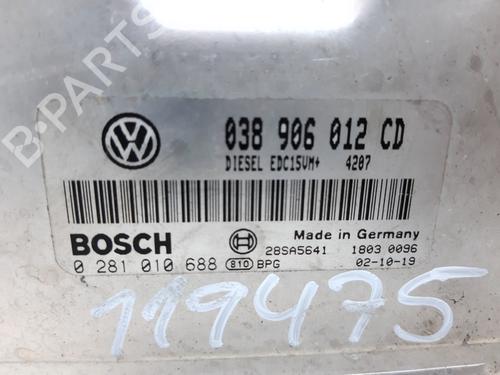 038 906 012 CD
DIESEL EDC15VM+ 4207
BOSCH
Made in Germany
28SA5641 1803 0096
0 281 010 688 810 BPG 02-10-19
119475